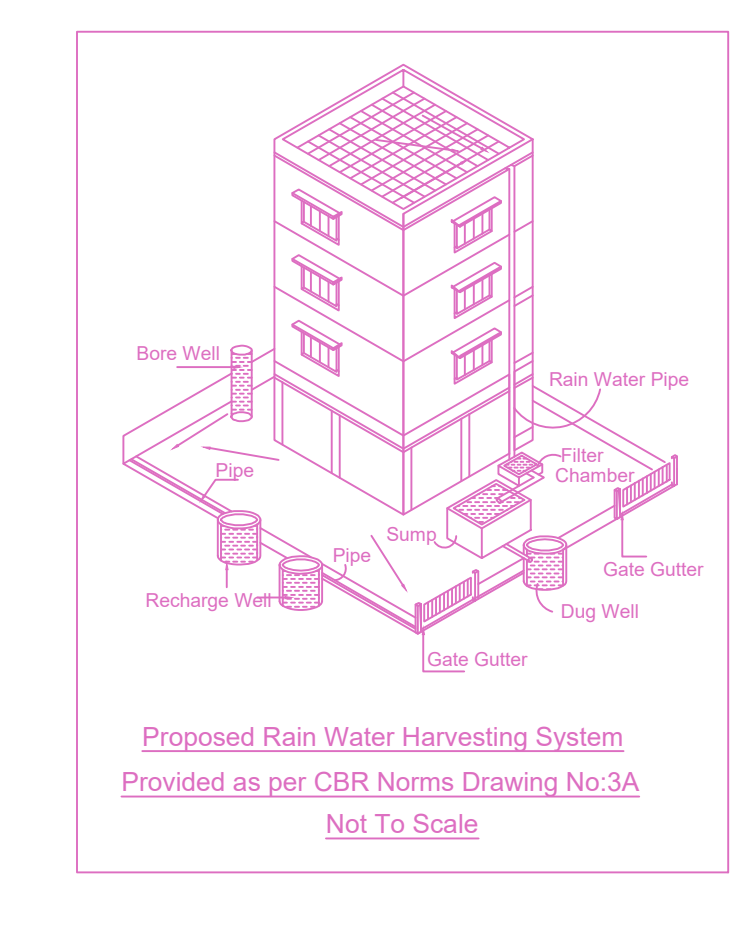 Bore Well
Rain Water Pipe
Filter
Chamber
Pipe
Sump
Pipe
Gate Gutter
Recharge Well
Dug Well
Gate Gutter
Proposed Rain Water Harvesting System
Provided as per CBR Norms Drawing No:3A
Not To Scale